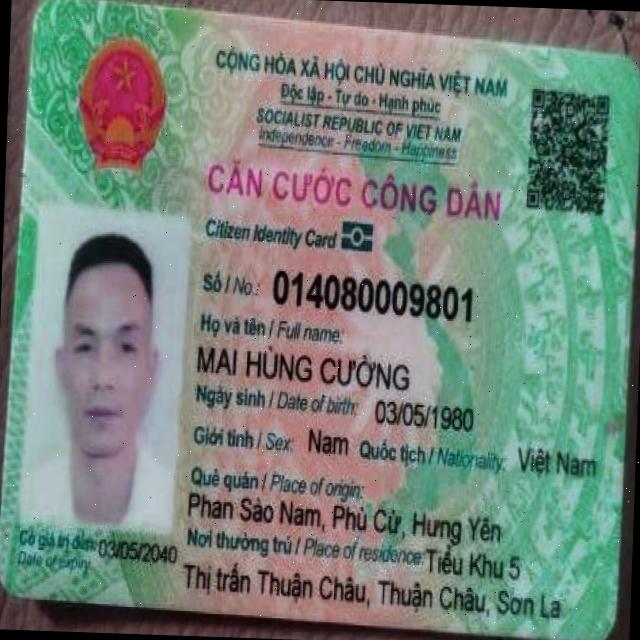 CỘNG HÒA XÃ HỘI CHỦ NGHĨA VIỆT NAM
Độc lập - Tự do - Hạnh phúc
SOCIALIST REPUBLIC OF VIET NAM
Independence - Freedom - Happiness
CĂN CƯỚC CÔNG DÂN
Citizen Identity Card
Số / No.: 014080009801
Họ và tên / Full name:
MAI HÙNG CƯỜNG
Ngày sinh / Date of birth: 03/05/1980
Giới tính / Sex: Nam Quốc tịch / Nationality: Việt Nam
Quê quán / Place of origin:
Phan Sào Nam, Phù Cừ, Hưng Yên
Nơi thường trú / Place of residence: Tiểu Khu 5
Thị trấn Thuận Châu, Thuận Châu, Sơn La
Có giá trị đến: 03/05/2040
Date of expiry